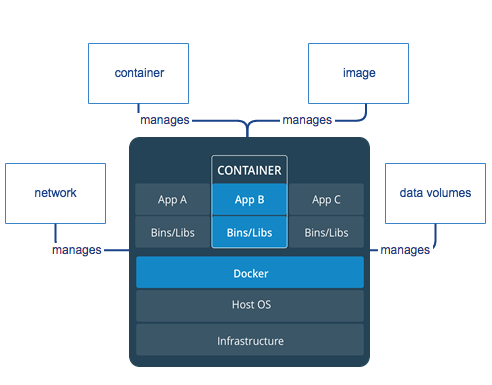 container
image
manages
manages
CONTAINER
network
App A
App B
App C
data volumes
Bins/Libs
Bins/Libs
Bins/Libs
manages
manages
Docker
Host OS
Infrastructure